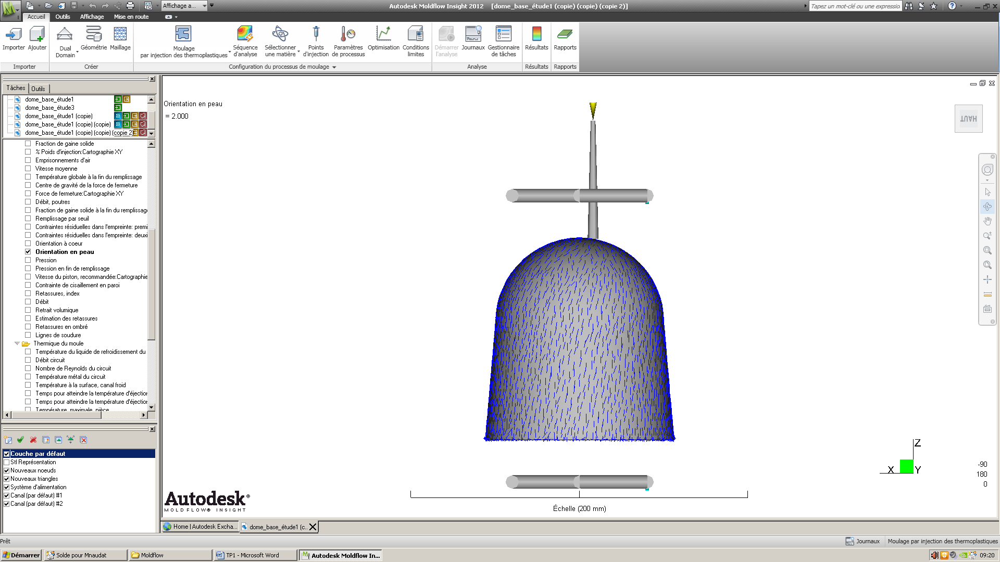 Affichage a...
Autodesk Moldflow Insight 2012 [dome_base_étude1 (copie) (copie) (copie 2)]
Tapez un mot-clé ou une expressio
Accueil Outils Affichage Mise en route
Importer Ajouter Dual Domain Géométrie Maillage Moulage par injection des thermoplastiques Séquence d'analyse Sélectionner une matière Points d'injection Paramètres de processus Optimisation Conditions limites Démarrer l'analyse Journaux Gestionnaire de tâches Résultats Rapports
Importer Créer Configuration du processus de moulage Analyse Résultats Rapports
Tâches Outils
dome_base_étude1
dome_base_étude3
dome_base_étude1 (copie)
dome_base_étude1 (copie) (copie)
dome_base_étude1 (copie) (copie) (copie 2)
Fraction de gaine solide
% Poids d'injection:Cartographie XY
Emprisonnements d'air
Vitesse moyenne
Température globale à la fin du remplissage
Centre de gravité de la force de fermeture
Force de fermeture:Cartographie XY
Débit, poutres
Fraction de gaine solide à la fin du remplissag
Remplissage par seuil
Contraintes résiduelles dans l'empreinte: premi
Contraintes résiduelles dans l'empreinte: deuxi
Orientation à coeur
Orientation en peau
Pression
Pression en fin de remplissage
Vitesse du piston, recommandée:Cartographie
Contrainte de cisaillement en paroi
Retassures, index
Débit
Retrait volumique
Estimation des retassures
Retassures en ombré
Lignes de soudure
Thermique du moule
Température du liquide de refroidissement du
Débit circuit
Nombre de Reynolds du circuit
Température métal du circuit
Température à la surface, canal froid
Temps pour atteindre la température d'éjection
Temps pour atteindre la température d'éjection
Température, maximale, pièce
Couche par défaut
Stl Représentation
Nouveaux noeuds
Nouveaux triangles
Système d'alimentation
Canal (par défaut) #1
Canal (par défaut) #2
Orientation en peau
= 2.000
HAUT
Z
X Y
-90
180
0
Autodesk®
MOLDFLOW® INSIGHT
Échelle (200 mm)
Home | Autodesk Excha... dome_base_étude1 (c..
Prêt
Journaux Moulage par injection des thermoplastiques
Démarrer Solde pour Mnaudat Moldflow TP1 - Microsoft Word Autodesk Moldflow In... 09:20